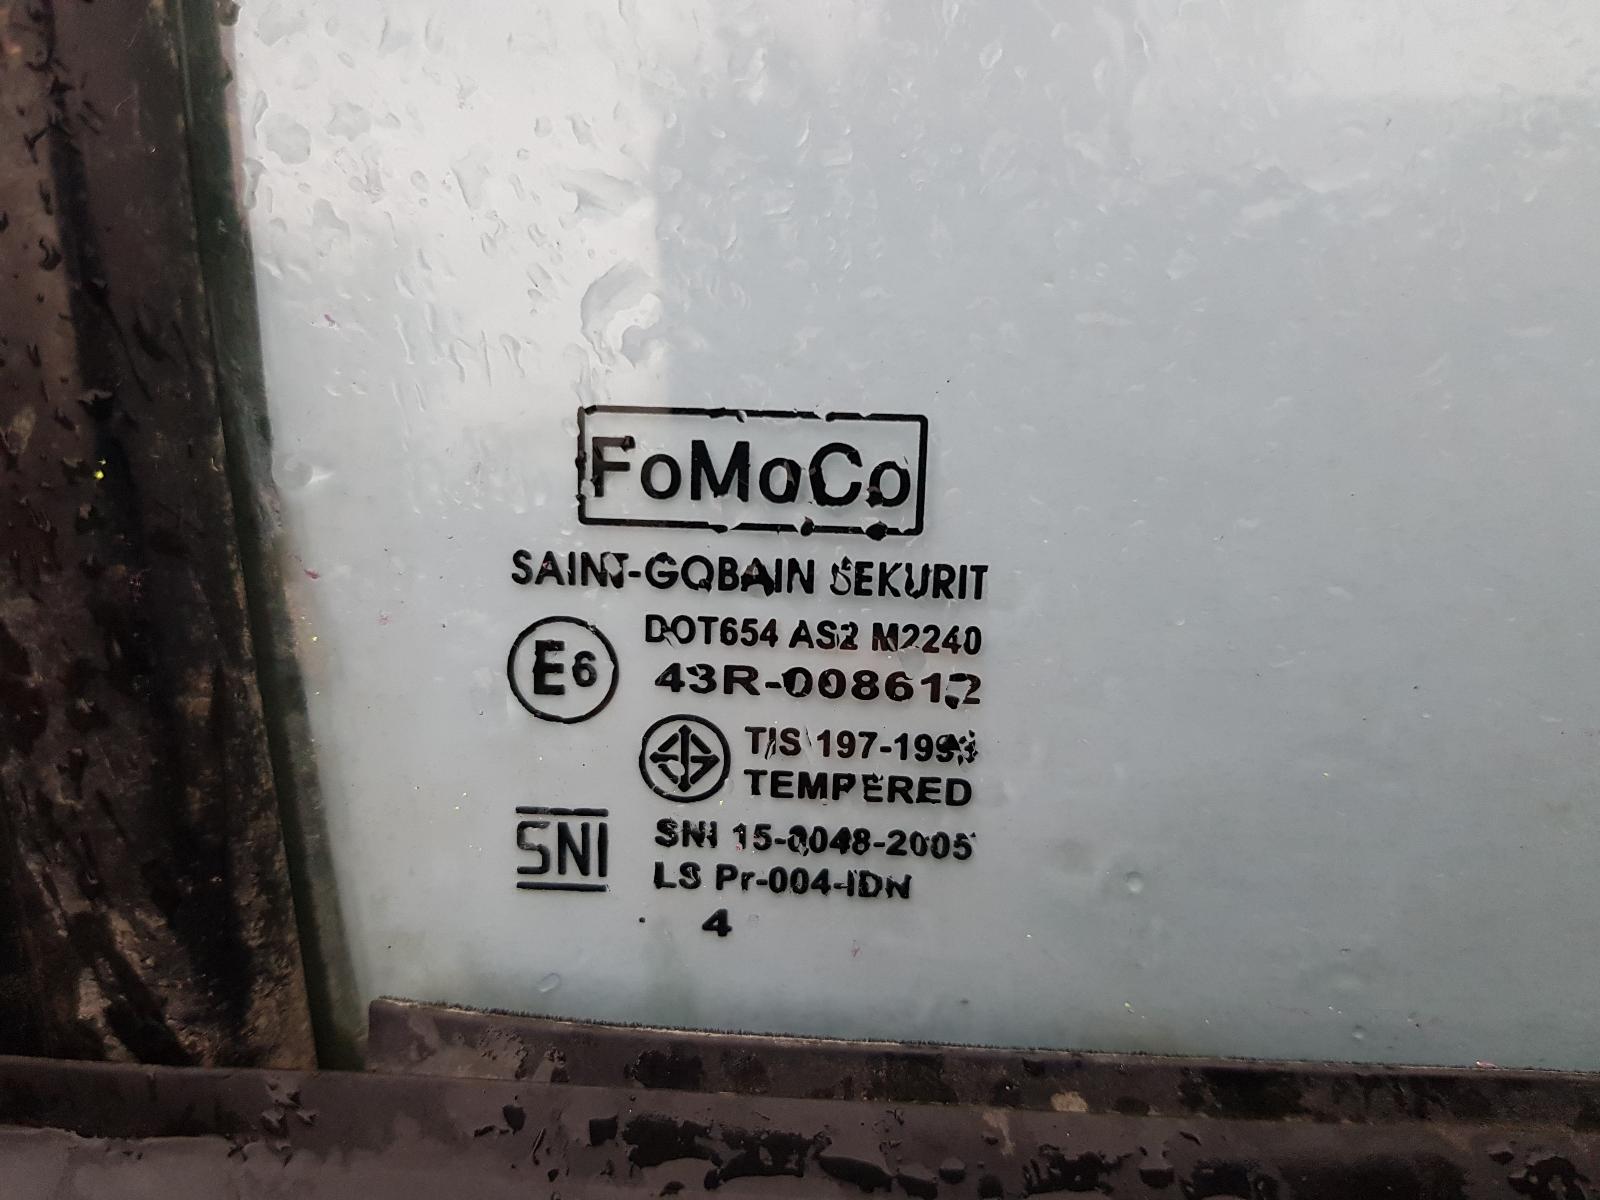 FoMoCo
SAINT-GOBAIN SEKURIT
DOT654 AS2 M2240
E6
43R-008612
TIS 197-1993
TEMPERED
SNI
SNI 15-0048-2005
LS Pr-004-IDN
4